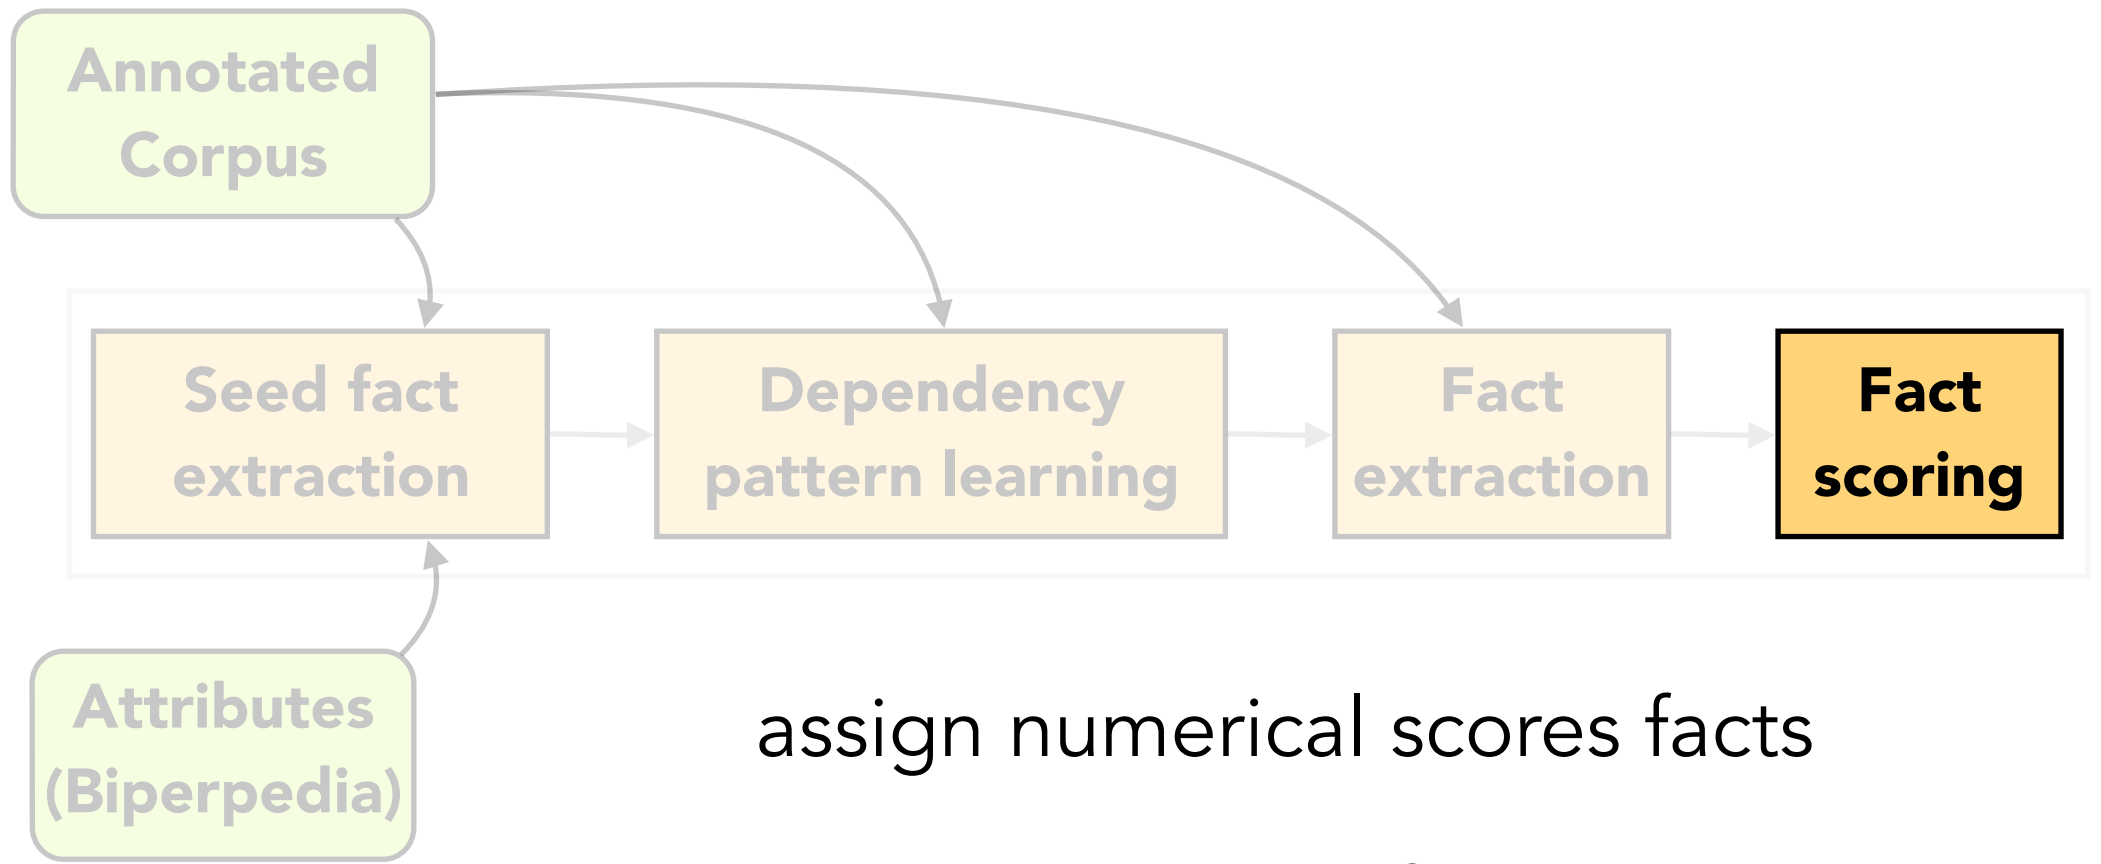 Annotated
Corpus
Seed fact
extraction
Dependency
pattern learning
Fact
extraction
Fact
scoring
Attributes
(Biperpedia)
assign numerical scores facts